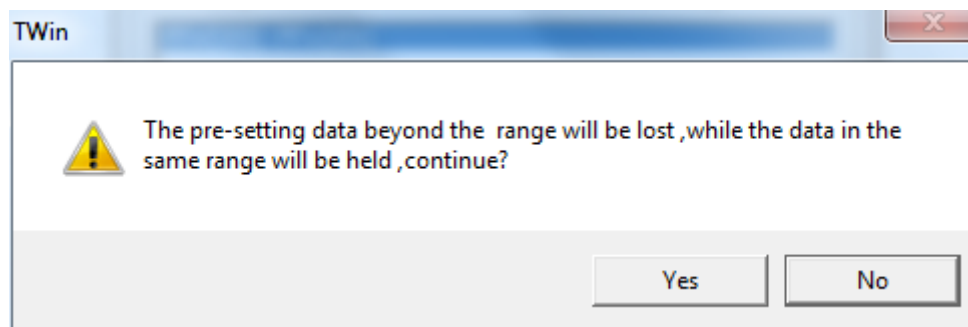 TWin
The pre-setting data beyond the  range will be lost ,while the data in the
same range will be held ,continue?
Yes No